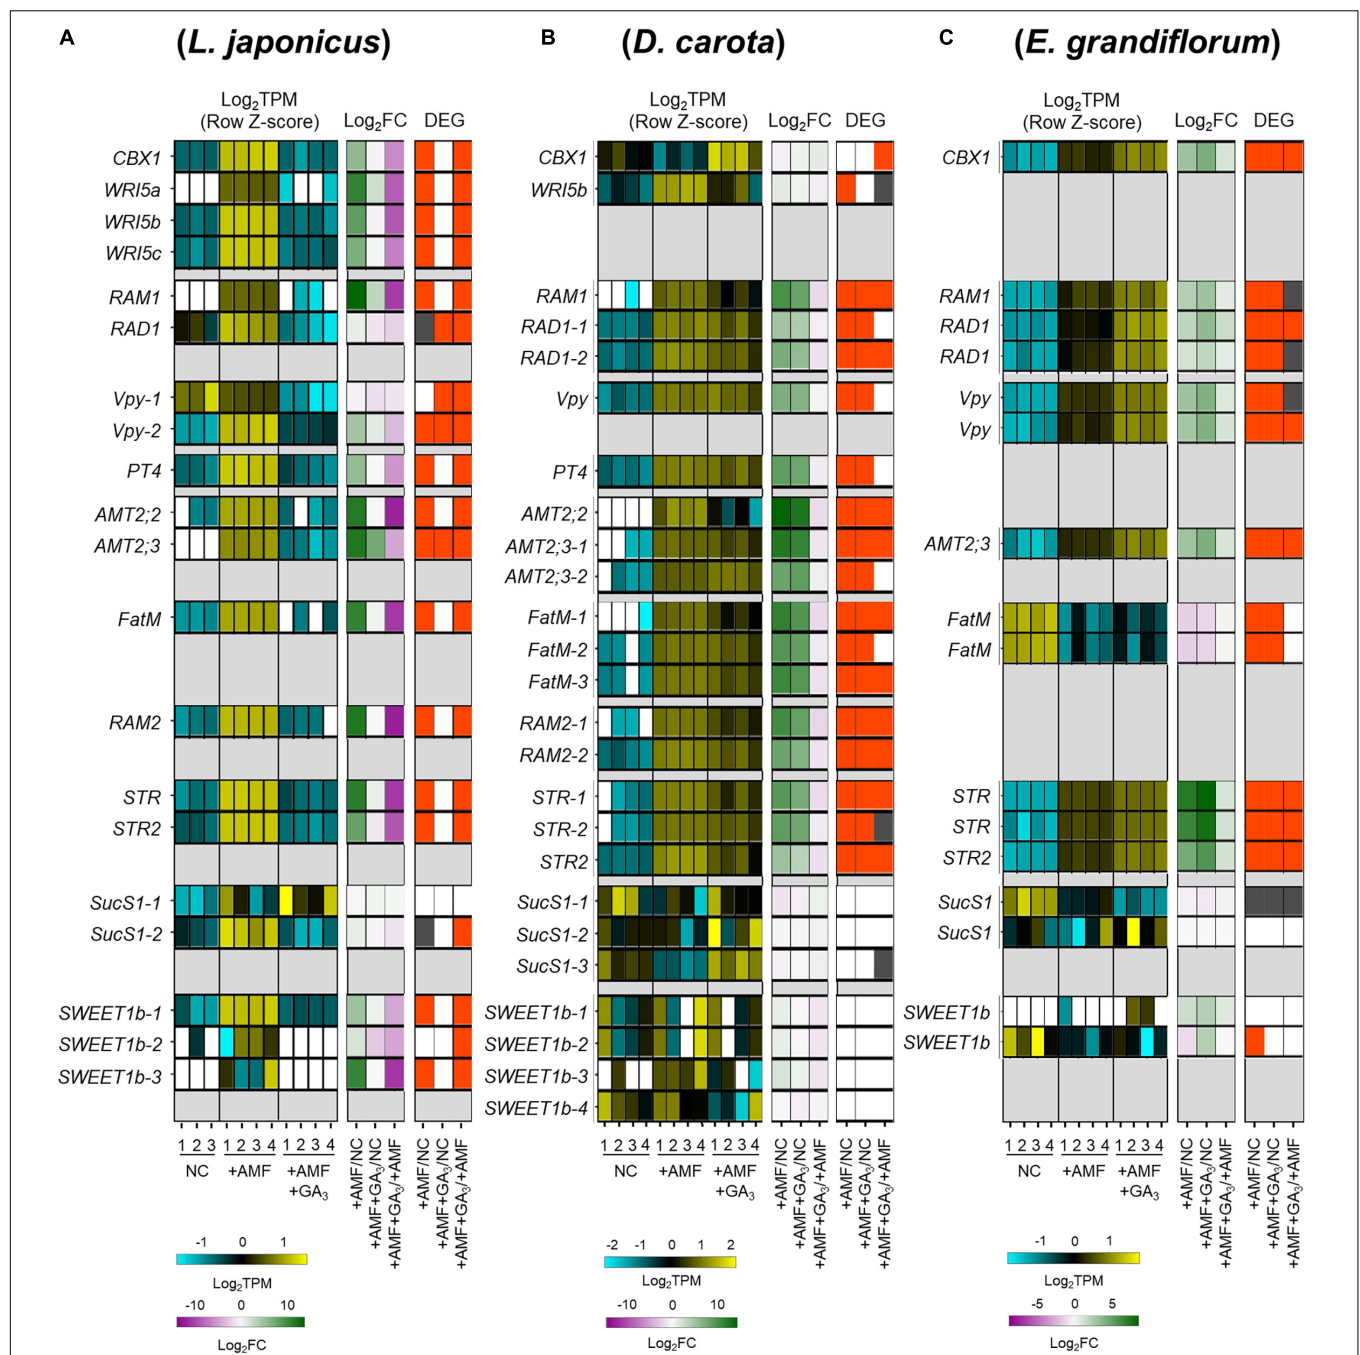 A (L. japonicus)
Log2TPM
(Row Z-score) Log2FC DEG
CBX1
WRI5a
WRI5b
WRI5c
RAM1
RAD1
Vpy-1
Vpy-2
PT4
AMT2;2
AMT2;3
FatM
RAM2
STR
STR2
SucS1-1
SucS1-2
SWEET1b-1
SWEET1b-2
SWEET1b-3
1 2 3 1 2 3 4 1 2 3 4
NC +AMF +AMF
+GA3
+AMF/NC
+AMF+GA3/NC
+AMF+GA3/+AMF
+AMF/NC
+AMF+GA3/NC
+AMF+GA3/+AMF
-1 0 1
Log2TPM
-10 0 10
Log2FC
B (D. carota)
Log2TPM
(Row Z-score) Log2FC DEG
CBX1
WRI5b
RAM1
RAD1-1
RAD1-2
Vpy
PT4
AMT2;2
AMT2;3-1
AMT2;3-2
FatM-1
FatM-2
FatM-3
RAM2-1
RAM2-2
STR-1
STR-2
STR2
SucS1-1
SucS1-2
SucS1-3
SWEET1b-1
SWEET1b-2
SWEET1b-3
SWEET1b-4
1 2 3 4 1 2 3 4 1 2 3 4
NC +AMF +AMF
+GA3
+AMF/NC
+AMF+GA3/NC
+AMF+GA3/+AMF
+AMF/NC
+AMF+GA3/NC
+AMF+GA3/+AMF
-2 -1 0 1 2
Log2TPM
-10 0 10
Log2FC
C (E. grandiflorum)
Log2TPM
(Row Z-score) Log2FC DEG
CBX1
RAM1
RAD1
RAD1
Vpy
Vpy
AMT2;3
FatM
FatM
STR
STR
STR2
SucS1
SucS1
SWEET1b
SWEET1b
1 2 3 4 1 2 3 4 1 2 3 4
NC +AMF +AMF
+GA3
+AMF/NC
+AMF+GA3/NC
+AMF+GA3/+AMF
+AMF/NC
+AMF+GA3/NC
+AMF+GA3/+AMF
-1 0 1
Log2TPM
-5 0 5
Log2FC